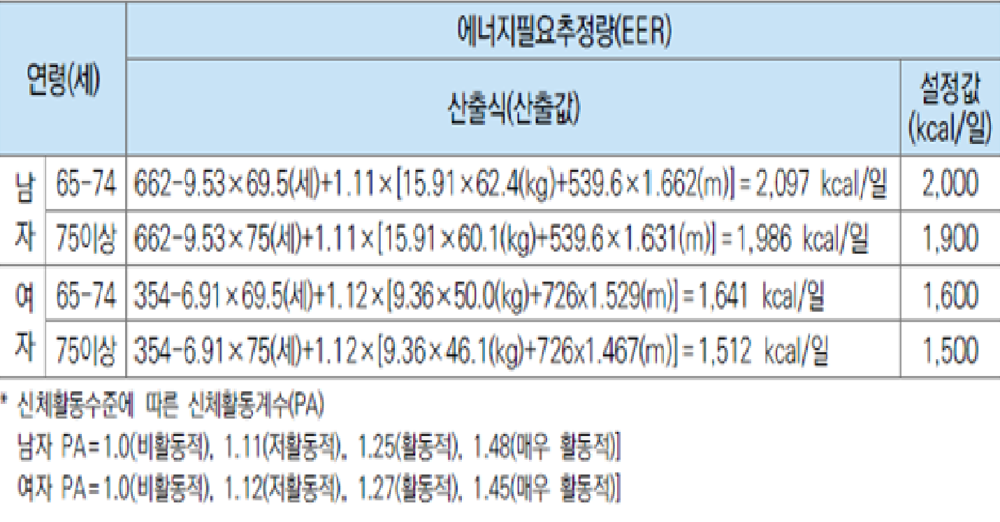 연령(세) 에너지필요추정량(EER)
산출식(산출값) 설정값 (kcal/일)
남자 65-74 662-9.53×69.5(세)+1.11×[15.91×62.4(kg)+539.6×1.662(m)]=2,097 kcal/일 2,000
75이상 662-9.53×75(세)+1.11×[15.91×60.1(kg)+539.6×1.631(m)]=1,986 kcal/일 1,900
여자 65-74 354-6.91×69.5(세)+1.12×[9.36×50.0(kg)+726x1.529(m)]=1,641 kcal/일 1,600
75이상 354-6.91×75(세)+1.12×[9.36×46.1(kg)+726x1.467(m)]=1,512 kcal/일 1,500
* 신체활동수준에 따른 신체활동계수(PA)
남자 PA=1.0(비활동적), 1.11(저활동적), 1.25(활동적), 1.48(매우 활동적)]
여자 PA=1.0(비활동적), 1.12(저활동적), 1.27(활동적), 1.45(매우 활동적)]